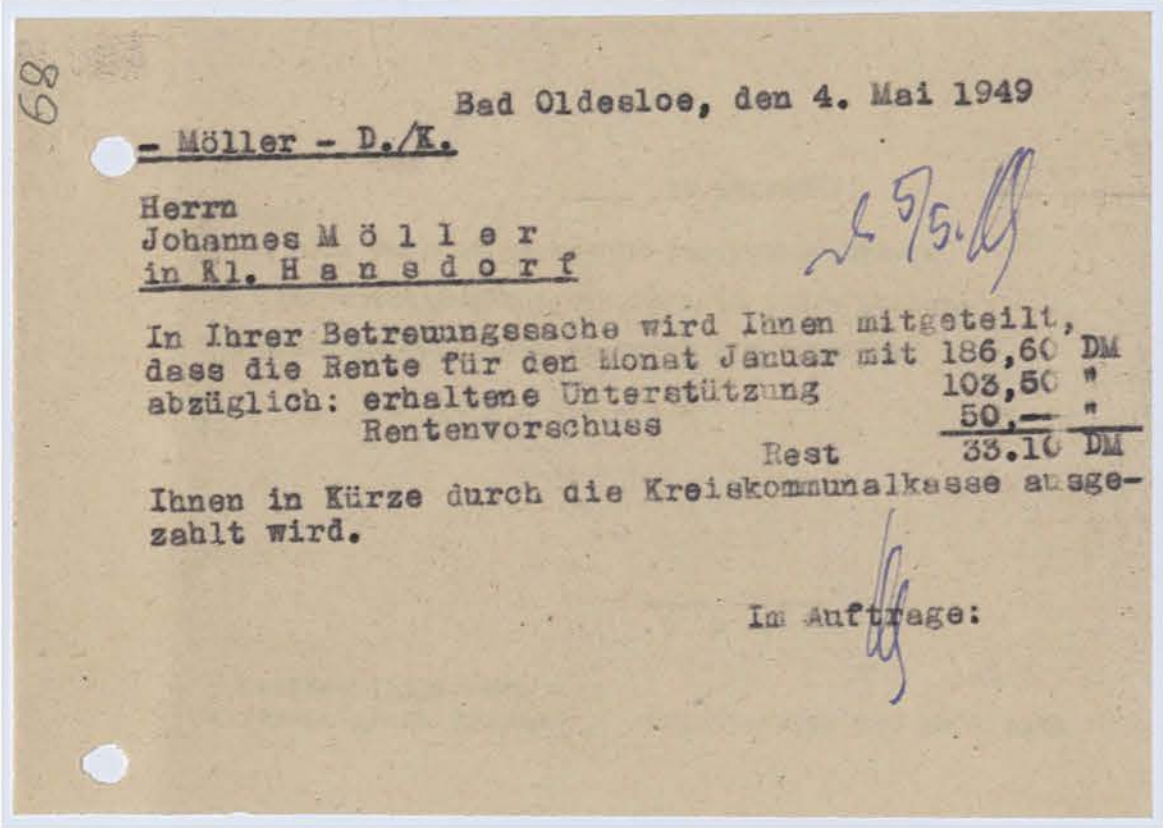 68
Bad Oldesloe, den 4. Mai 1949
- Möller - D./K.
Herrn
Johannes M ö l l e r
in Kl. H a n s d o r f
5/5.
In Ihrer Betreuungssache wird Ihnen mitgeteilt,
dass die Rente für den Monat Januar mit 186,60 DM
abzüglich: erhaltene Unterstützung 103,50 "
Rentenvorschuss 50,— "
Rest 33.10 DM
Ihnen in Kürze durch die Kreiskommunalkasse ausge-
zahlt wird.
Im Auftrage: